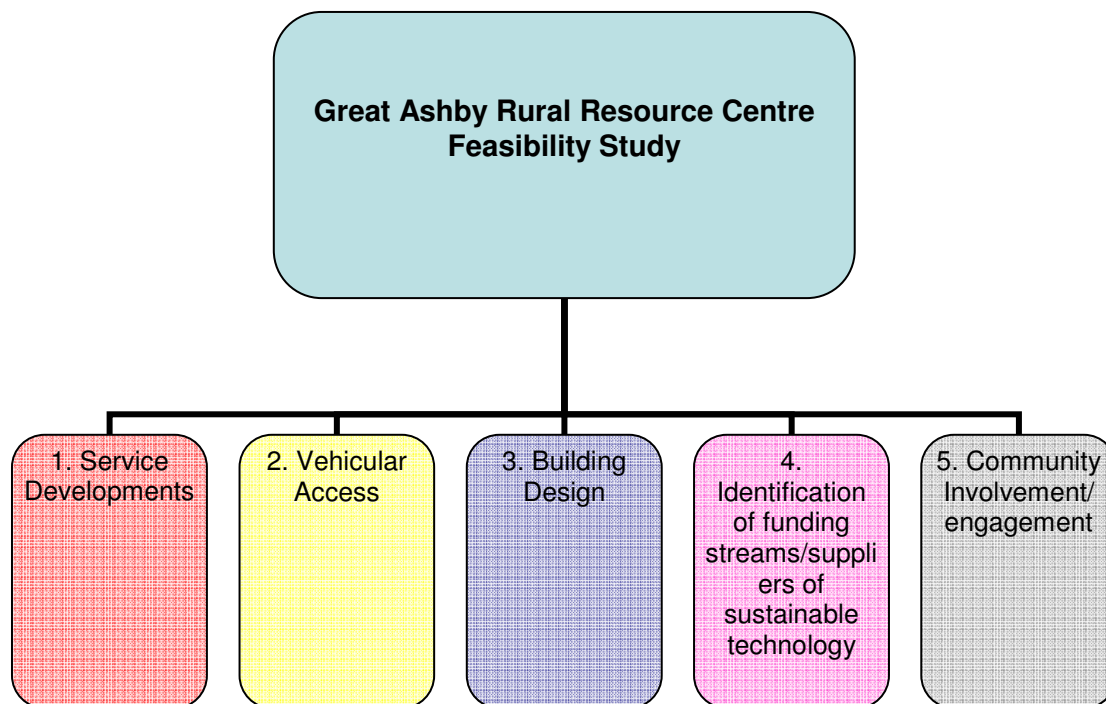 Great Ashby Rural Resource Centre
Feasibility Study
1. Service
Developments
2. Vehicular
Access
3. Building
Design
4.
Identification
of funding
streams/suppli
ers of
sustainable
technology
5. Community
Involvement/
engagement